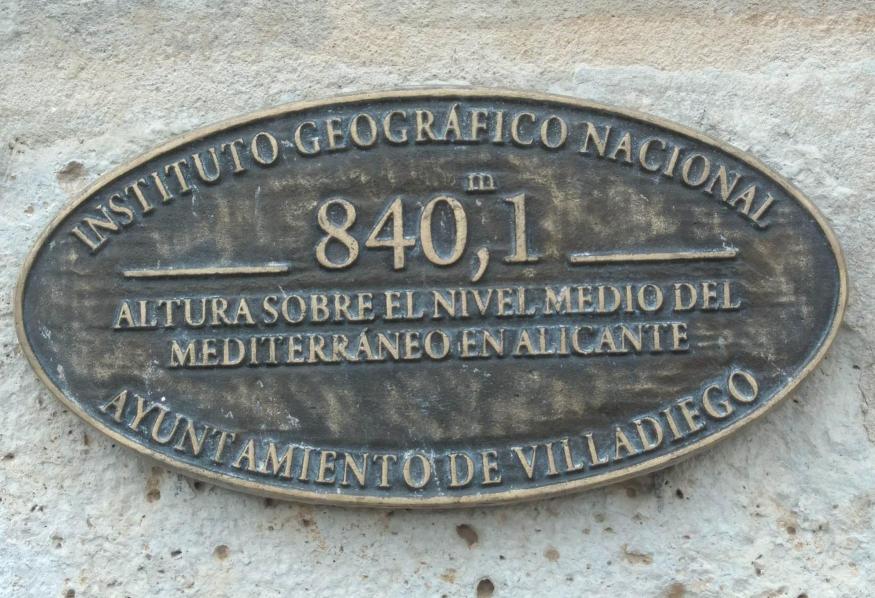 INSTITUTO GEOGRÁFICO NACIONAL
840,1 m
ALTURA SOBRE EL NIVEL MEDIO DEL
MEDITERRÁNEO EN ALICANTE
AYUNTAMIENTO DE VILLADIEGO